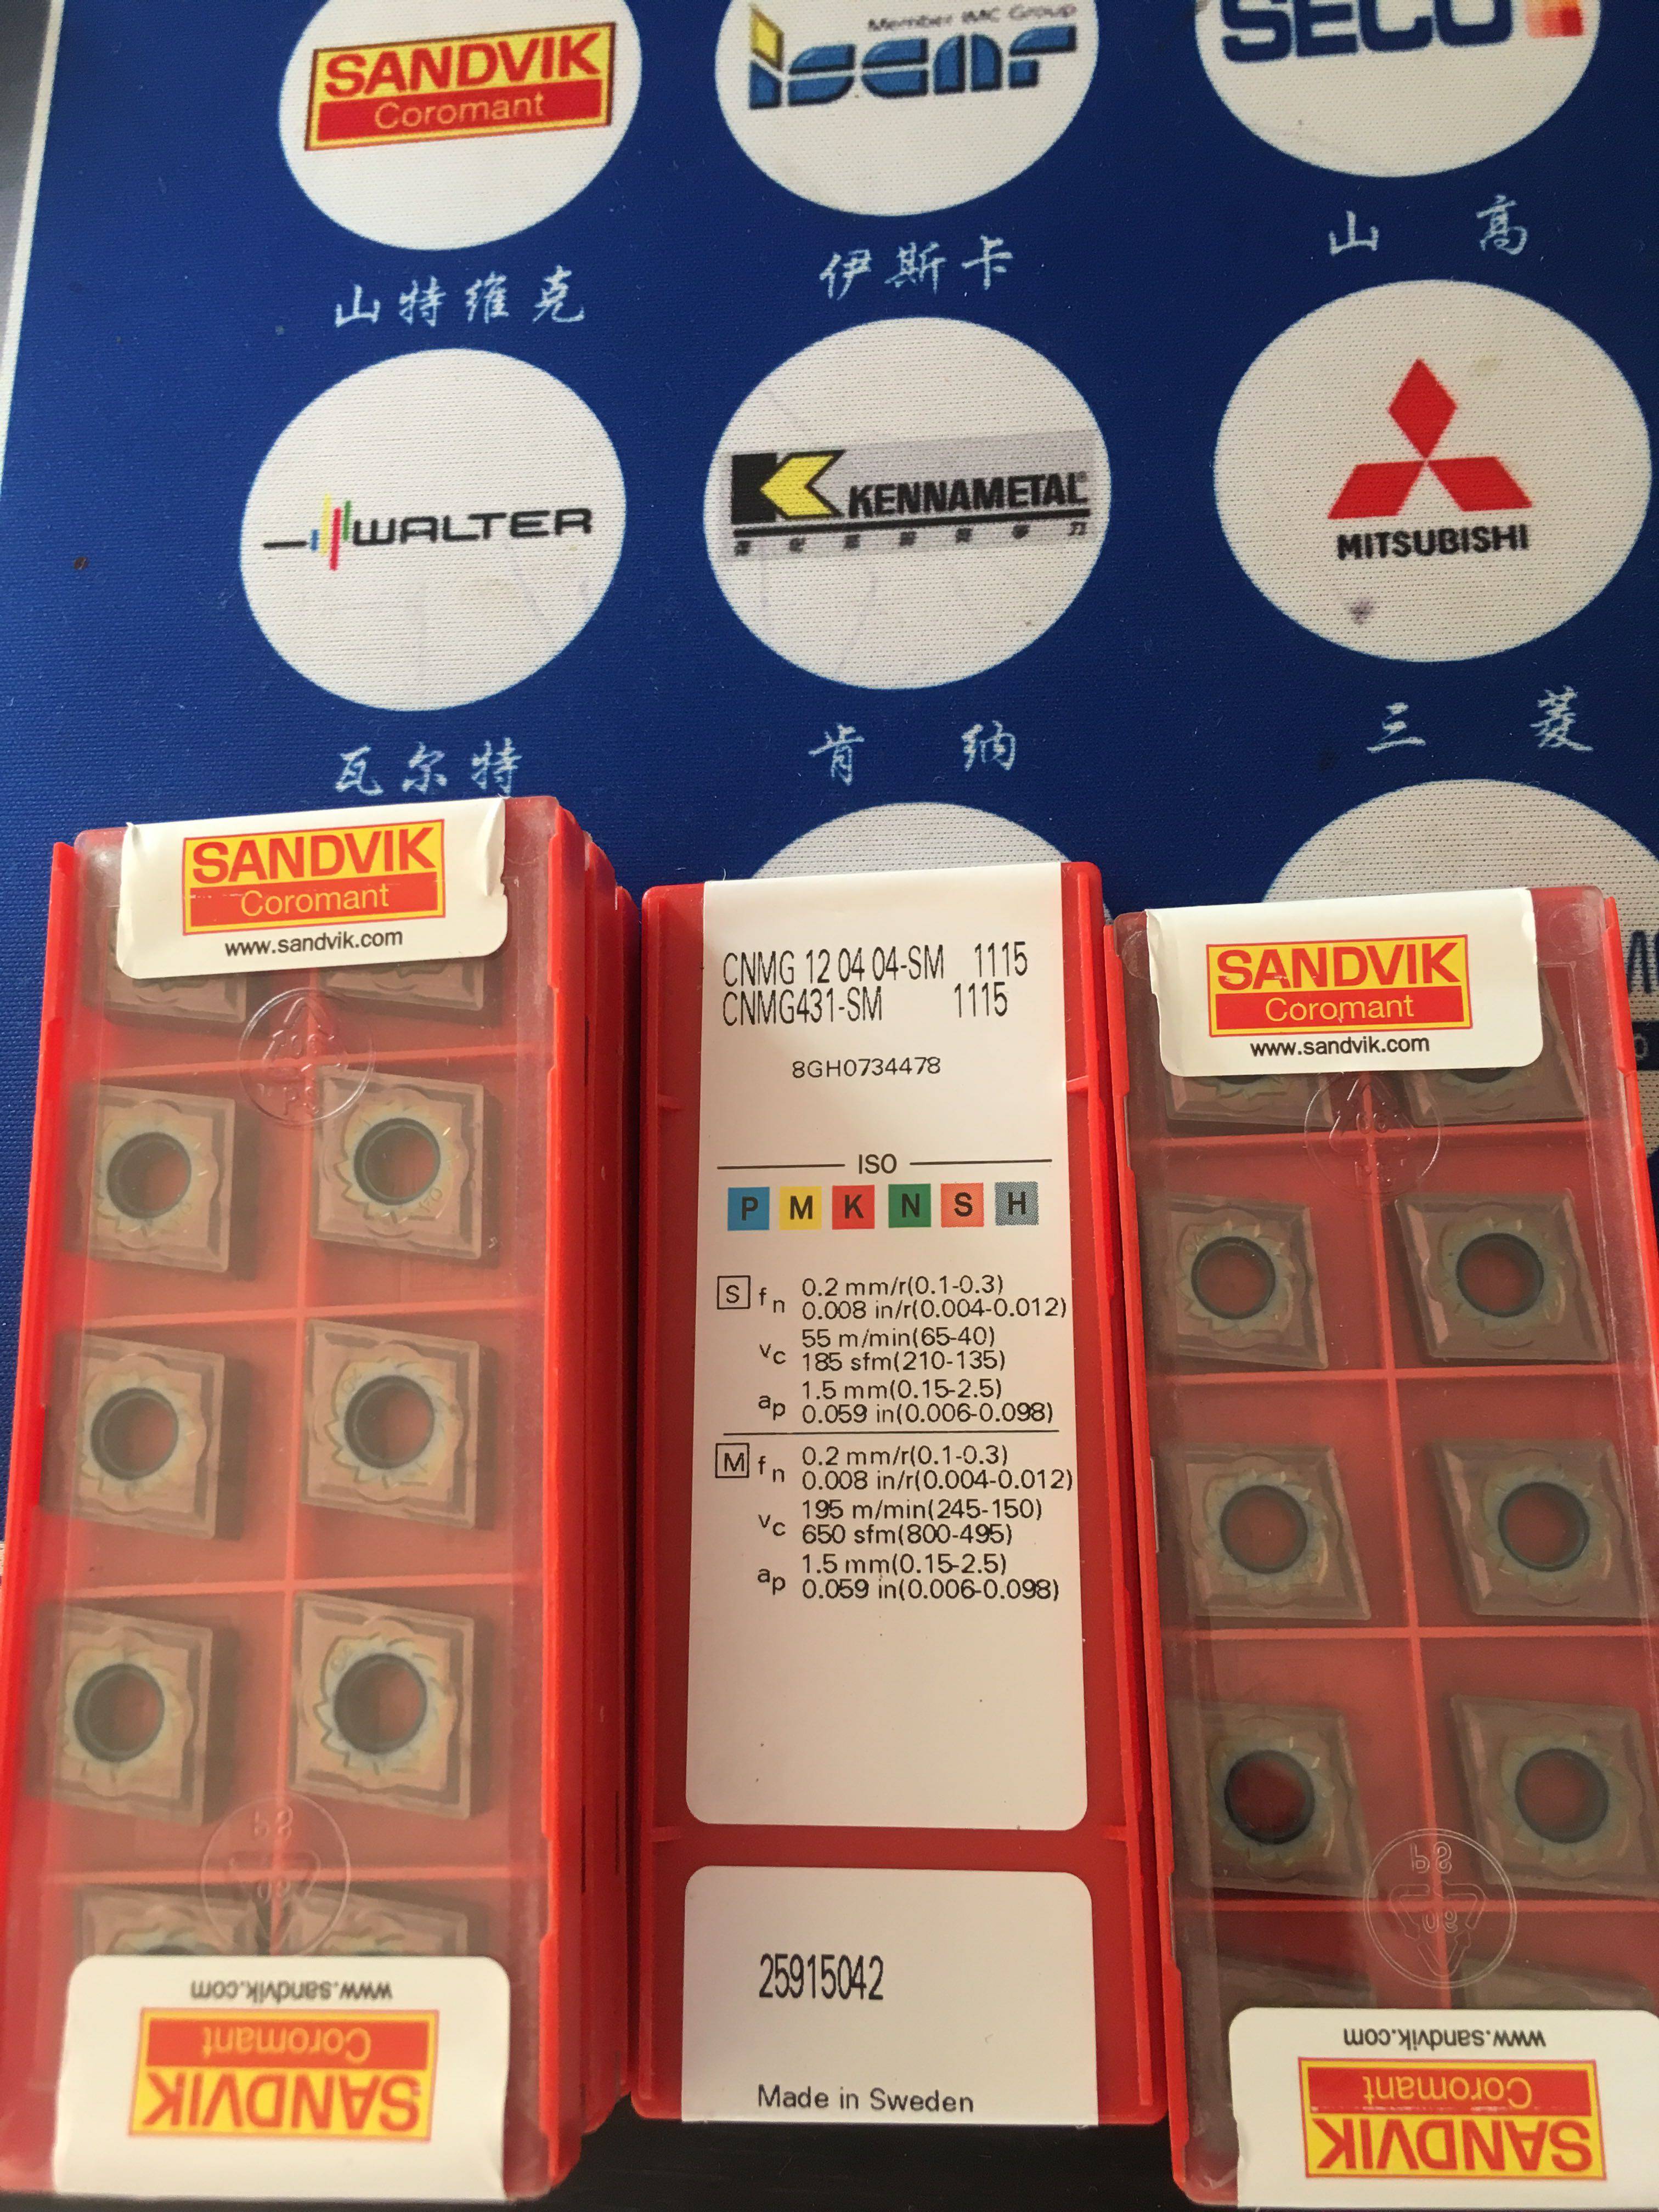 SANDVIK
Coromant
Member IMC Group
iscar
SECO
山特维克
伊斯卡
山 高
WALTER
KENNAMETAL
MITSUBISHI
瓦尔特
肯 纳
三 菱
SANDVIK
Coromant
www.sandvik.com
www.sandvik.com
Coromant
SANDVIK
CNMG 12 04 04-SM 1115
CNMG431-SM 1115
8GH0734478
ISO
P M K N S H
S fn 0.2 mm/r(0.1-0.3)
0.008 in/r(0.004-0.012)
vc 55 m/min(65-40)
185 sfm(210-135)
ap 1.5 mm(0.15-2.5)
0.059 in(0.006-0.098)
M fn 0.2 mm/r(0.1-0.3)
0.008 in/r(0.004-0.012)
vc 195 m/min(245-150)
650 sfm(800-495)
ap 1.5 mm(0.15-2.5)
0.059 in(0.006-0.098)
25915042
Made in Sweden
SANDVIK
Coromant
www.sandvik.com
PS
www.sandvik.com
Coromant
SANDVIK